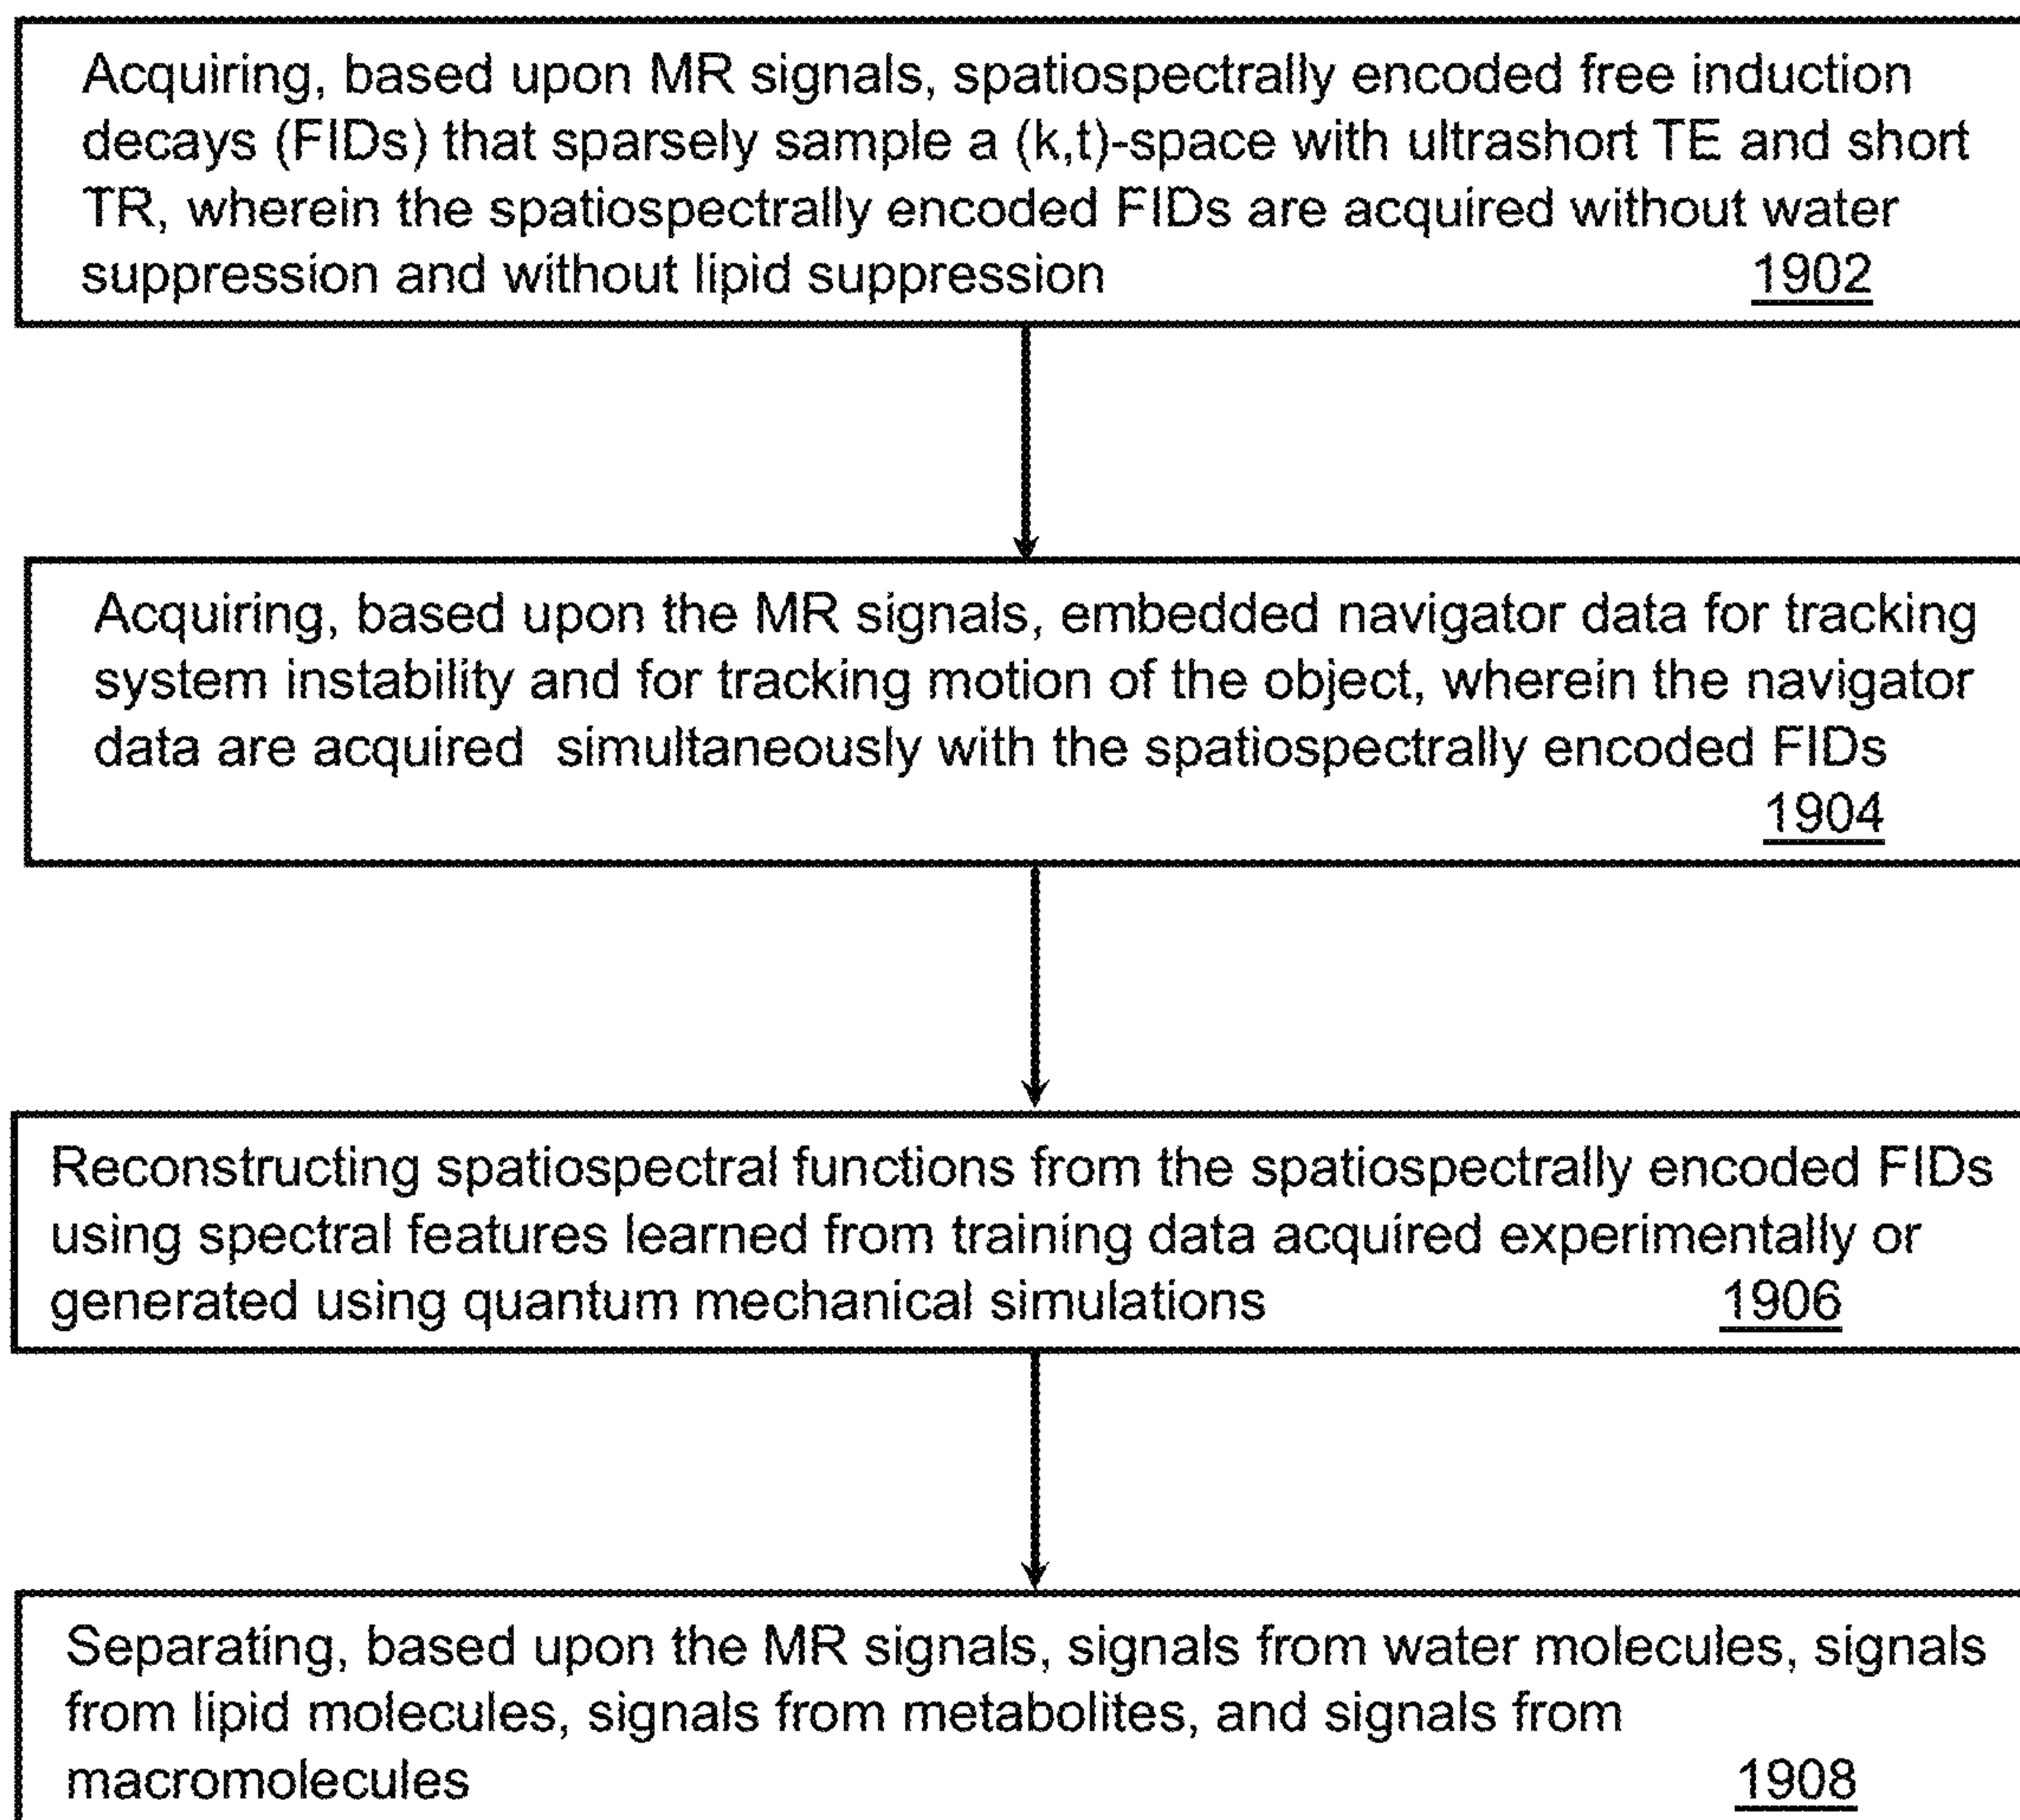 Acquiring, based upon MR signals, spatiospectrally encoded free induction
decays (FIDs) that sparsely sample a (k,t)-space with ultrashort TE and short
TR, wherein the spatiospectrally encoded FIDs are acquired without water
suppression and without lipid suppression 1902
Acquiring, based upon the MR signals, embedded navigator data for tracking
system instability and for tracking motion of the object, wherein the navigator
data are acquired simultaneously with the spatiospectrally encoded FIDs
1904
Reconstructing spatiospectral functions from the spatiospectrally encoded FIDs
using spectral features learned from training data acquired experimentally or
generated using quantum mechanical simulations 1906
Separating, based upon the MR signals, signals from water molecules, signals
from lipid molecules, signals from metabolites, and signals from
macromolecules 1908